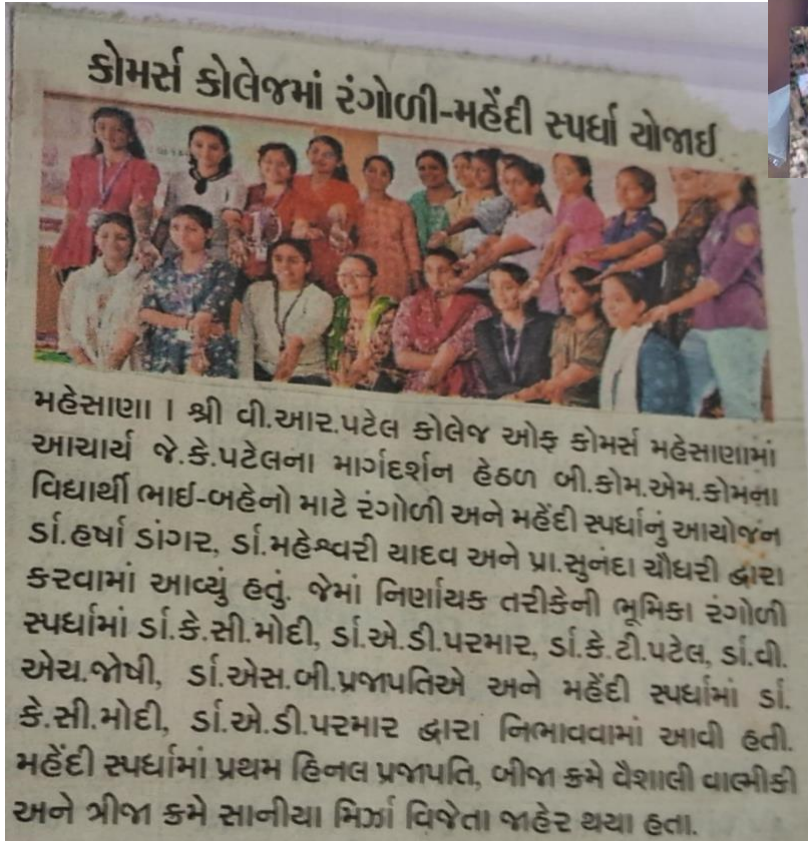 કોમર્સ કોલેજમાં રંગોળી-મહેંદી સ્પર્ધા યોજાઈ
મહેસાણા । શ્રી વી.આર.પટેલ કોલેજ ઓફ કોમર્સ મહેસાણામાં
આચાર્ય જે.કે.પટેલના માર્ગદર્શન હેઠળ બી.કોમ.એમ.કોમના
વિદ્યાર્થી ભાઈ-બહેનો માટે રંગોળી અને મહેંદી સ્પર્ધાનું આયોજન
ર્ડા.હર્ષા ડાંગર, ર્ડા.મહેશ્વરી યાદવ અને પ્રા.સુનંદા ચૌધરી દ્વારા
કરવામાં આવ્યું હતું. જેમાં નિર્ણાયક તરીકેની ભૂમિકા રંગોળી
સ્પર્ધામાં ર્ડા.કે.સી.મોદી, ર્ડા.એ.ડી.પરમાર, ર્ડા.કે.ટી.પટેલ, ર્ડા.વી.
એચ.જોષી, ર્ડા.એસ.બી.પ્રજાપતિએ અને મહેંદી સ્પર્ધામાં ર્ડા.
કે.સી.મોદી, ર્ડા.એ.ડી.પરમાર દ્વારા નિભાવવામાં આવી હતી.
મહેંદી સ્પર્ધામાં પ્રથમ હિનલ પ્રજાપતિ, બીજા ક્રમે વૈશાલી વાલ્મીકી
અને ત્રીજા ક્રમે સાનીયા મિર્ઝા વિજેતા જાહેર થયા હતા.